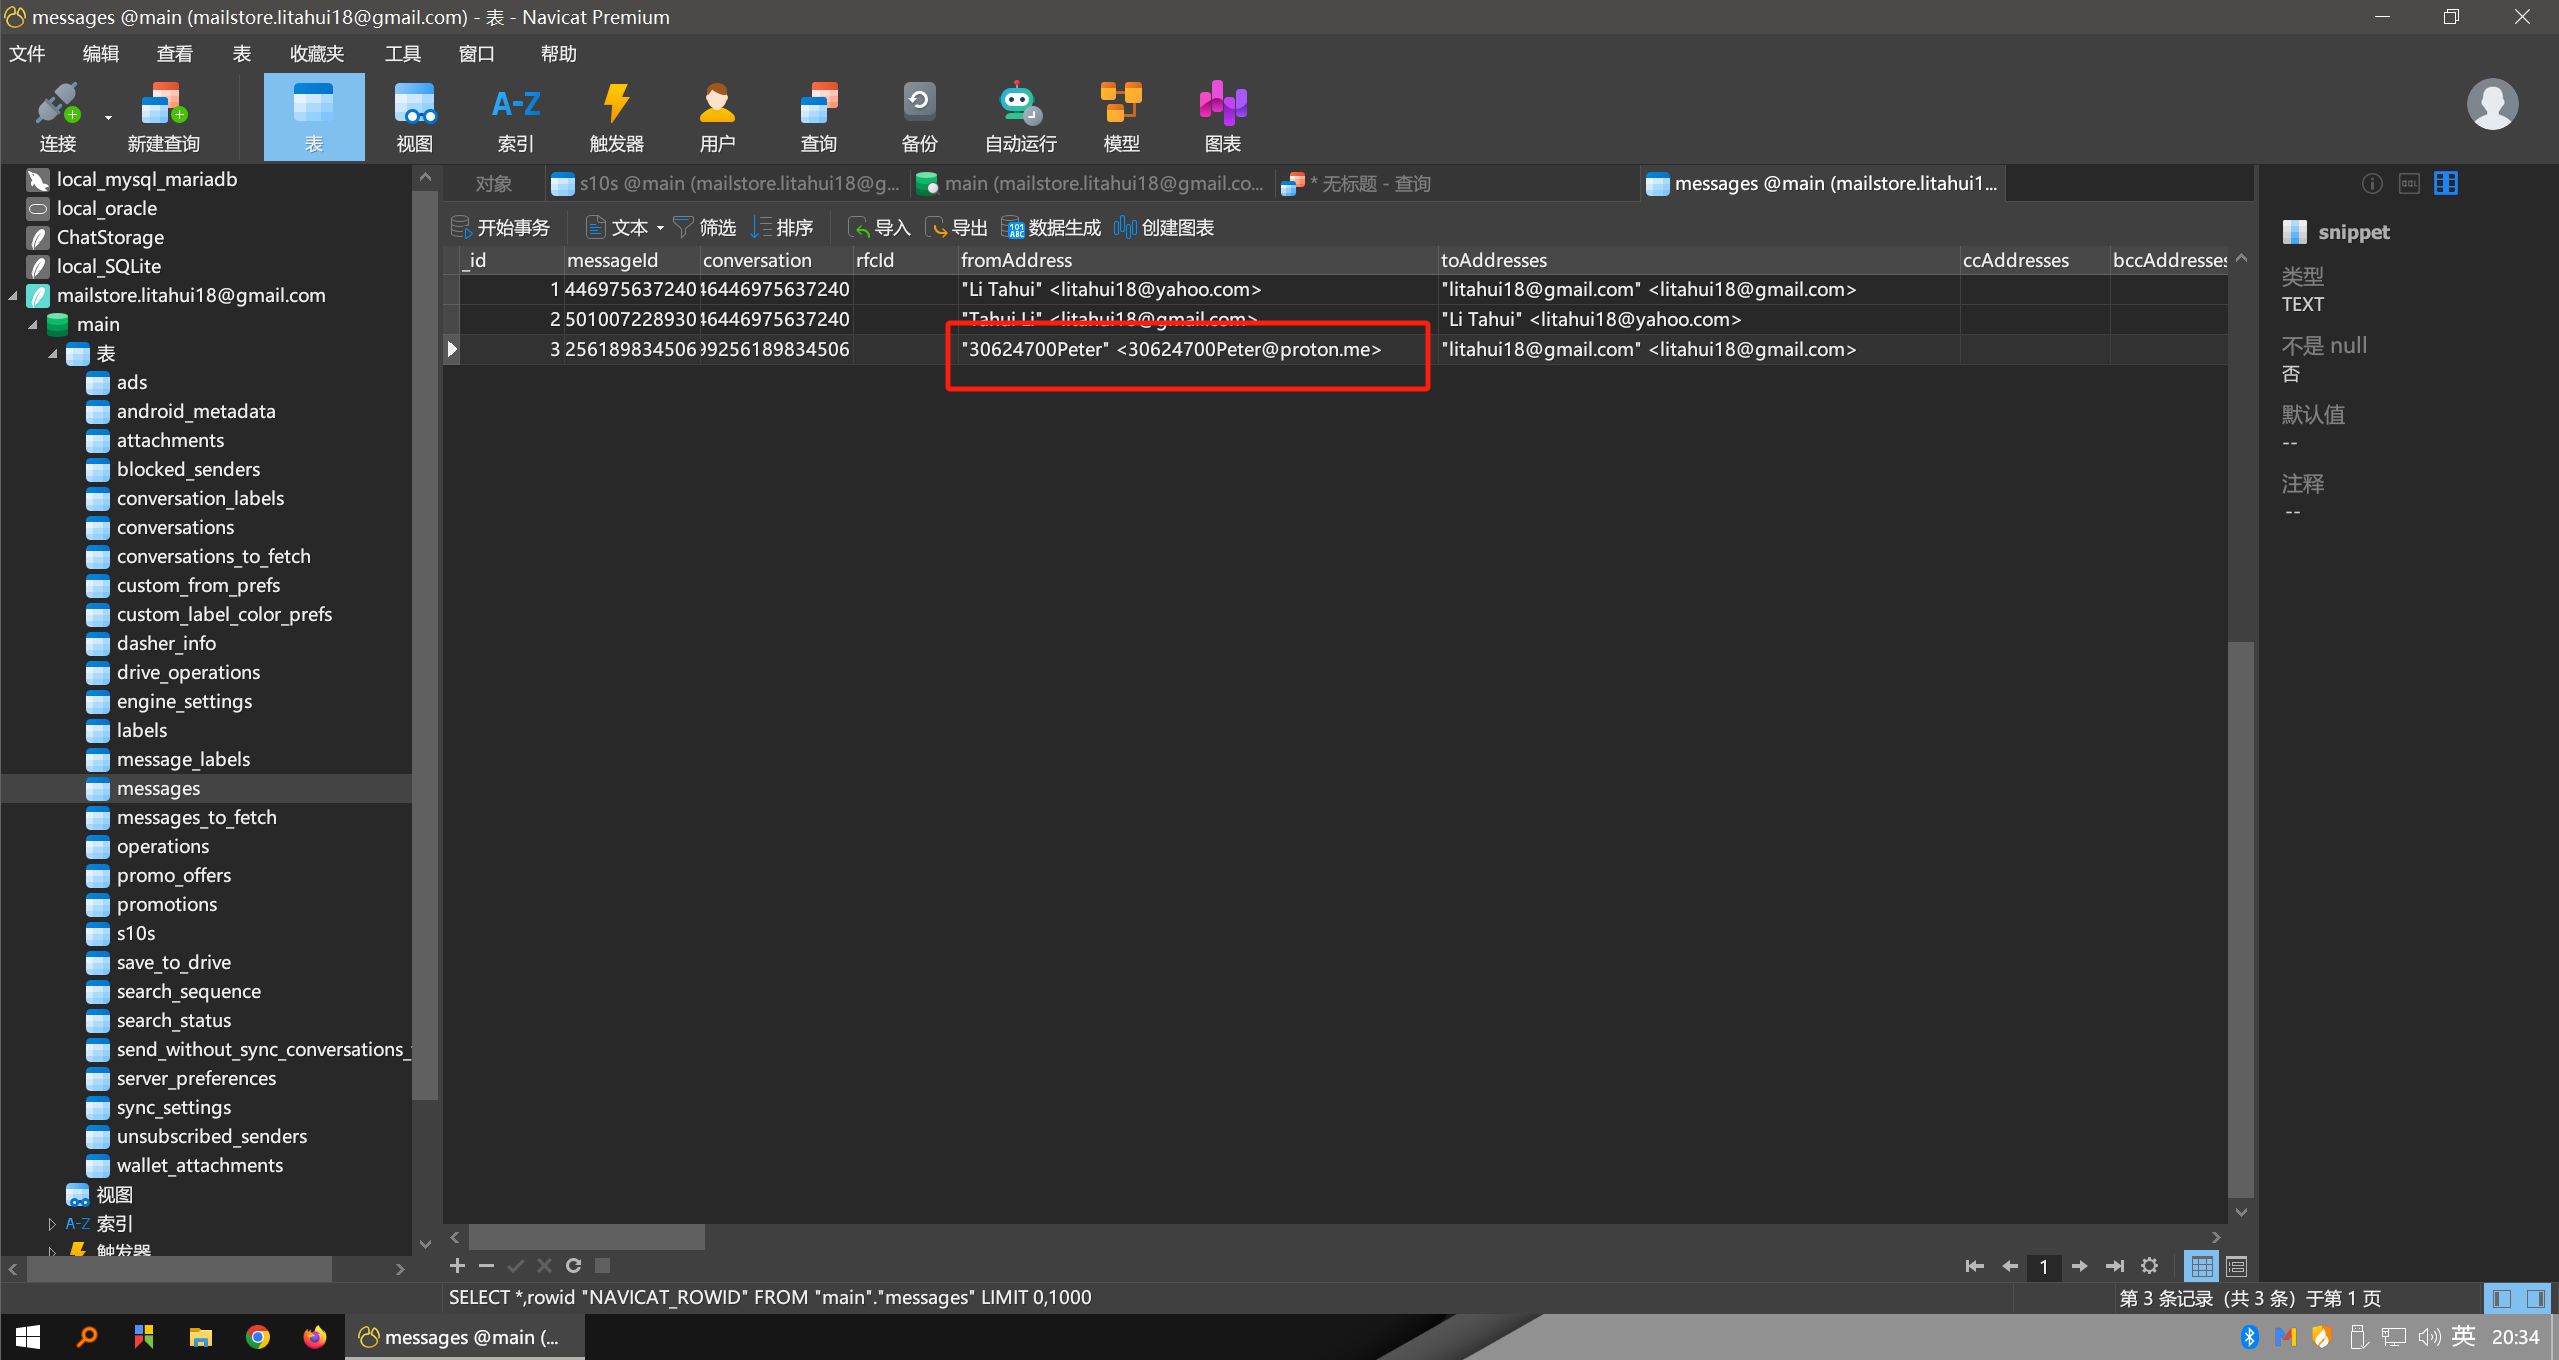 messages @main (mailstore.litahui18@gmail.com) - 表 - Navicat Premium
文件 编辑 查看 表 收藏夹 工具 窗口 帮助
连接 新建查询 表 视图 A-Z 索引 触发器 用户 查询 备份 自动运行 模型 图表
local_mysql_mariadb
local_oracle
ChatStorage
local_SQLite
mailstore.litahui18@gmail.com
main
表
ads
android_metadata
attachments
blocked_senders
conversation_labels
conversations
conversations_to_fetch
custom_from_prefs
custom_label_color_prefs
dasher_info
drive_operations
engine_settings
labels
message_labels
messages
messages_to_fetch
operations
promo_offers
promotions
s10s
save_to_drive
search_sequence
search_status
send_without_sync_conversations_
server_preferences
sync_settings
unsubscribed_senders
wallet_attachments
视图
A-Z 索引
触发器
对象 s10s @main (mailstore.litahui18@g... main (mailstore.litahui18@gmail.co... * 无标题 - 查询 messages @main (mailstore.litahui1...
开始事务 文本 筛选 排序 导入 导出 数据生成 创建图表
_id messageId conversation rfcId fromAddress toAddresses ccAddresses bccAddresses
1 446975637240 46446975637240 "Li Tahui" <litahui18@yahoo.com> "litahui18@gmail.com" <litahui18@gmail.com>
2 501007228930 46446975637240 "Tahui Li" <litahui18@gmail.com> "Li Tahui" <litahui18@yahoo.com>
3 256189834506 99256189834506 "30624700Peter" <30624700Peter@proton.me> "litahui18@gmail.com" <litahui18@gmail.com>
snippet
类型
TEXT
不是 null
否
默认值
--
注释
--
1
SELECT *,rowid "NAVICAT_ROWID" FROM "main"."messages" LIMIT 0,1000
第 3 条记录 (共 3 条) 于第 1 页
messages @main (...
英 20:34